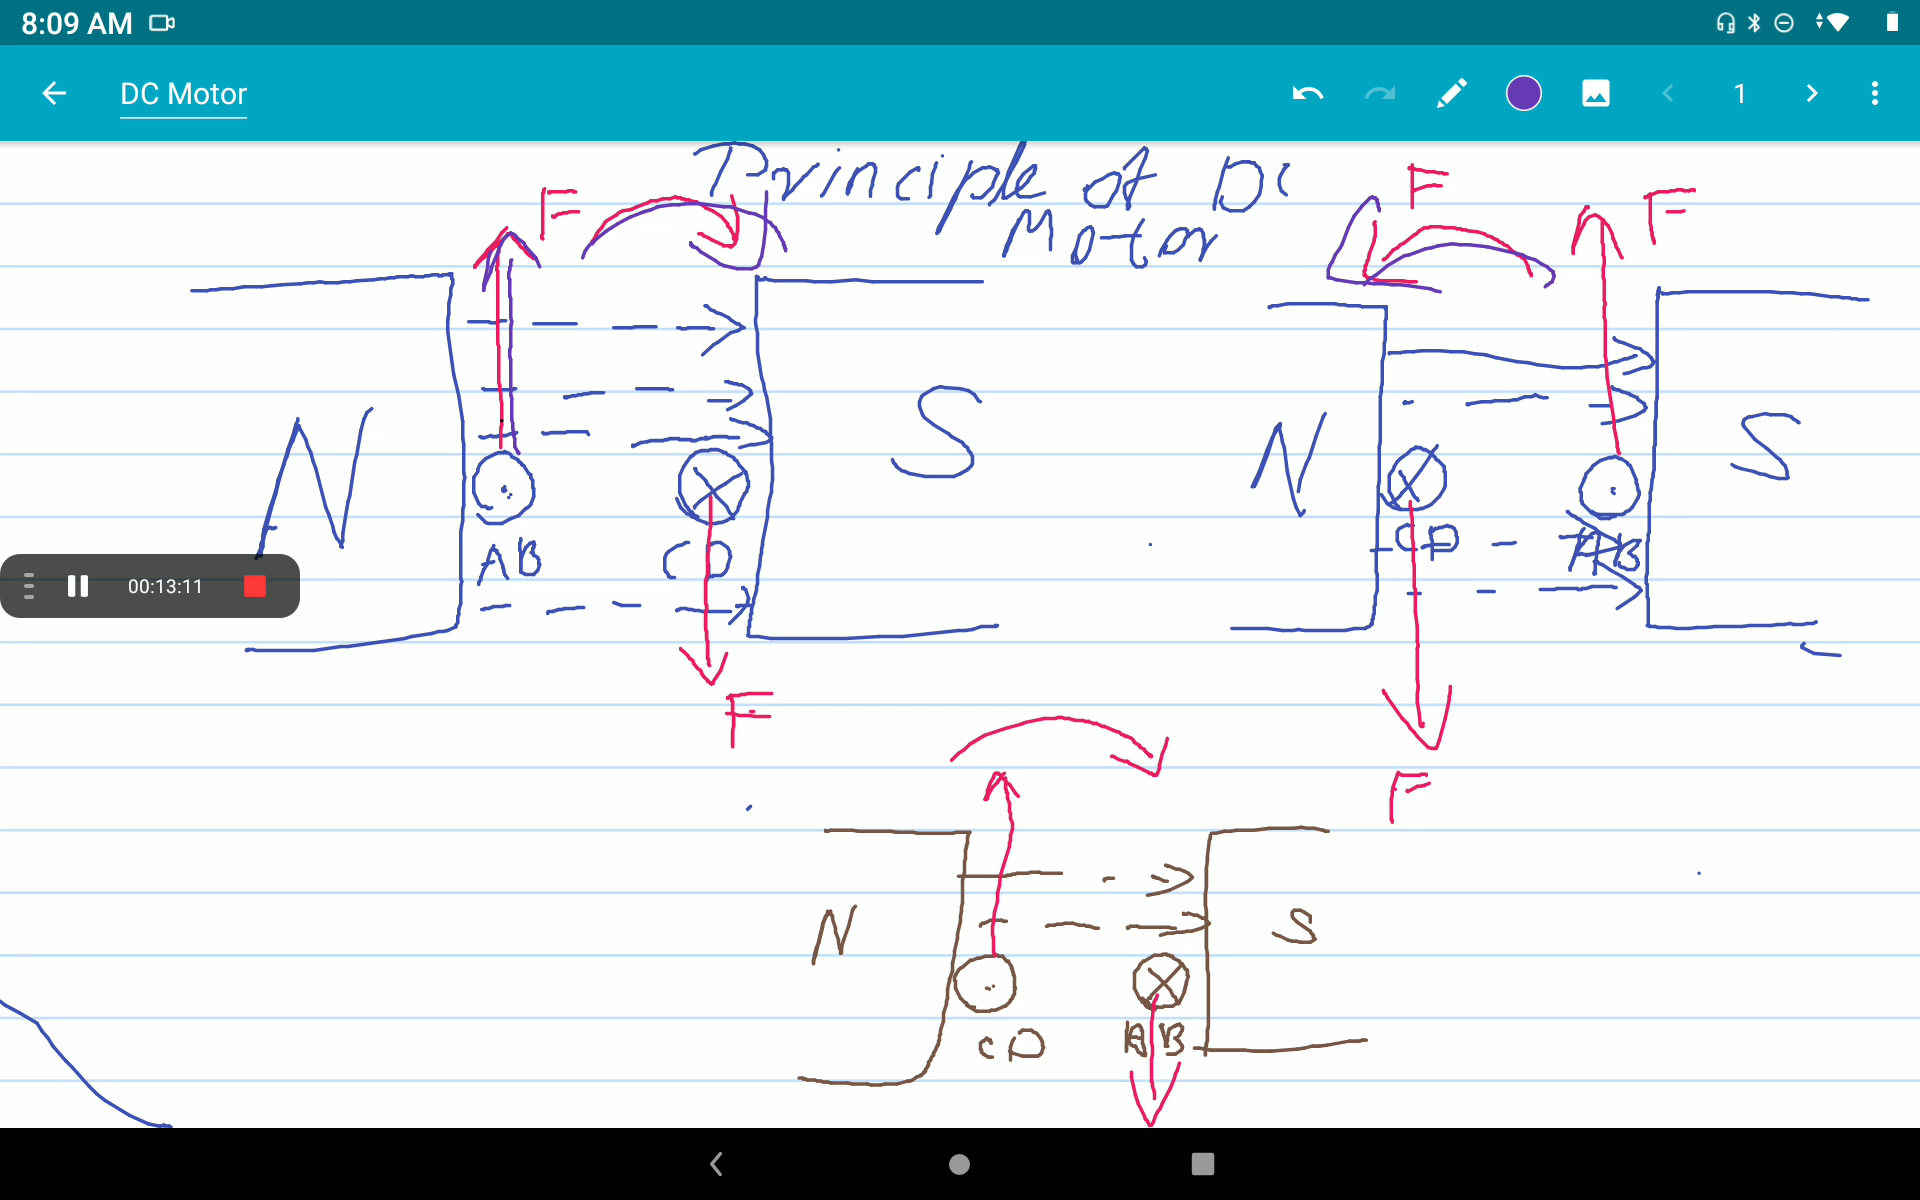 8:09 AM
DC Motor
1
Principle of DC
Motor
F
F
F
N
S
N
S
AB
CD
CD
AB
00:13:11
F
F
N
S
CD
AB